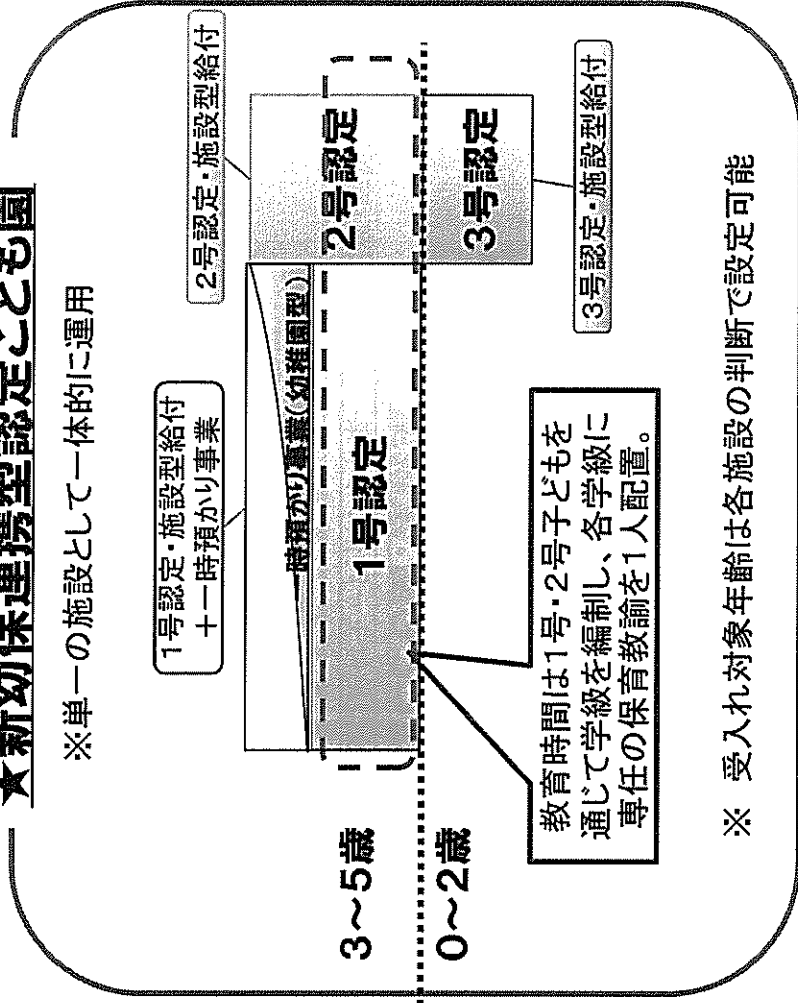 ★新幼保連携型認定こども園
※単一の施設として一体的に運用
1号認定・施設型給付
＋一時預かり事業
2号認定・施設型給付
一時預かり事業(幼稚園型)
1号認定
2号認定
3～5歳
0～2歳
3号認定
3号認定・施設型給付
教育時間は1号・2号子どもを
通じて学級を編制し、各学級に
専任の保育教諭を1人配置。
※ 受入れ対象年齢は各施設の判断で設定可能